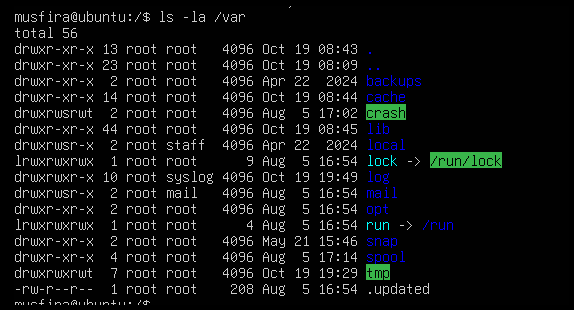 musfira@ubuntu:/$ ls -la /var
total 56
drwxr-xr-x 13 root root 4096 Oct 19 08:43 .
drwxr-xr-x 23 root root 4096 Oct 19 08:09 ..
drwxr-xr-x 2 root root 4096 Apr 22 2024 backups
drwxr-xr-x 14 root root 4096 Oct 19 08:44 cache
drwxrwsrwt 2 root root 4096 Aug 5 17:02 crash
drwxr-xr-x 44 root root 4096 Oct 19 08:45 lib
drwxrwsr-x 2 root staff 4096 Apr 22 2024 local
lrwxrwxrwx 1 root root 9 Aug 5 16:54 lock -> /run/lock
drwxrwxr-x 10 root syslog 4096 Oct 19 19:49 log
drwxrwsr-x 2 root mail 4096 Aug 5 16:54 mail
drwxr-xr-x 2 root root 4096 Aug 5 16:54 opt
lrwxrwxrwx 1 root root 4 Aug 5 16:54 run -> /run
drwxr-xr-x 2 root root 4096 May 21 15:46 snap
drwxr-xr-x 4 root root 4096 Aug 5 17:14 spool
drwxrwxrwt 7 root root 4096 Oct 19 19:29 tmp
-rw-r--r-- 1 root root 208 Aug 5 16:54 .updated
musfira@ubuntu:/$